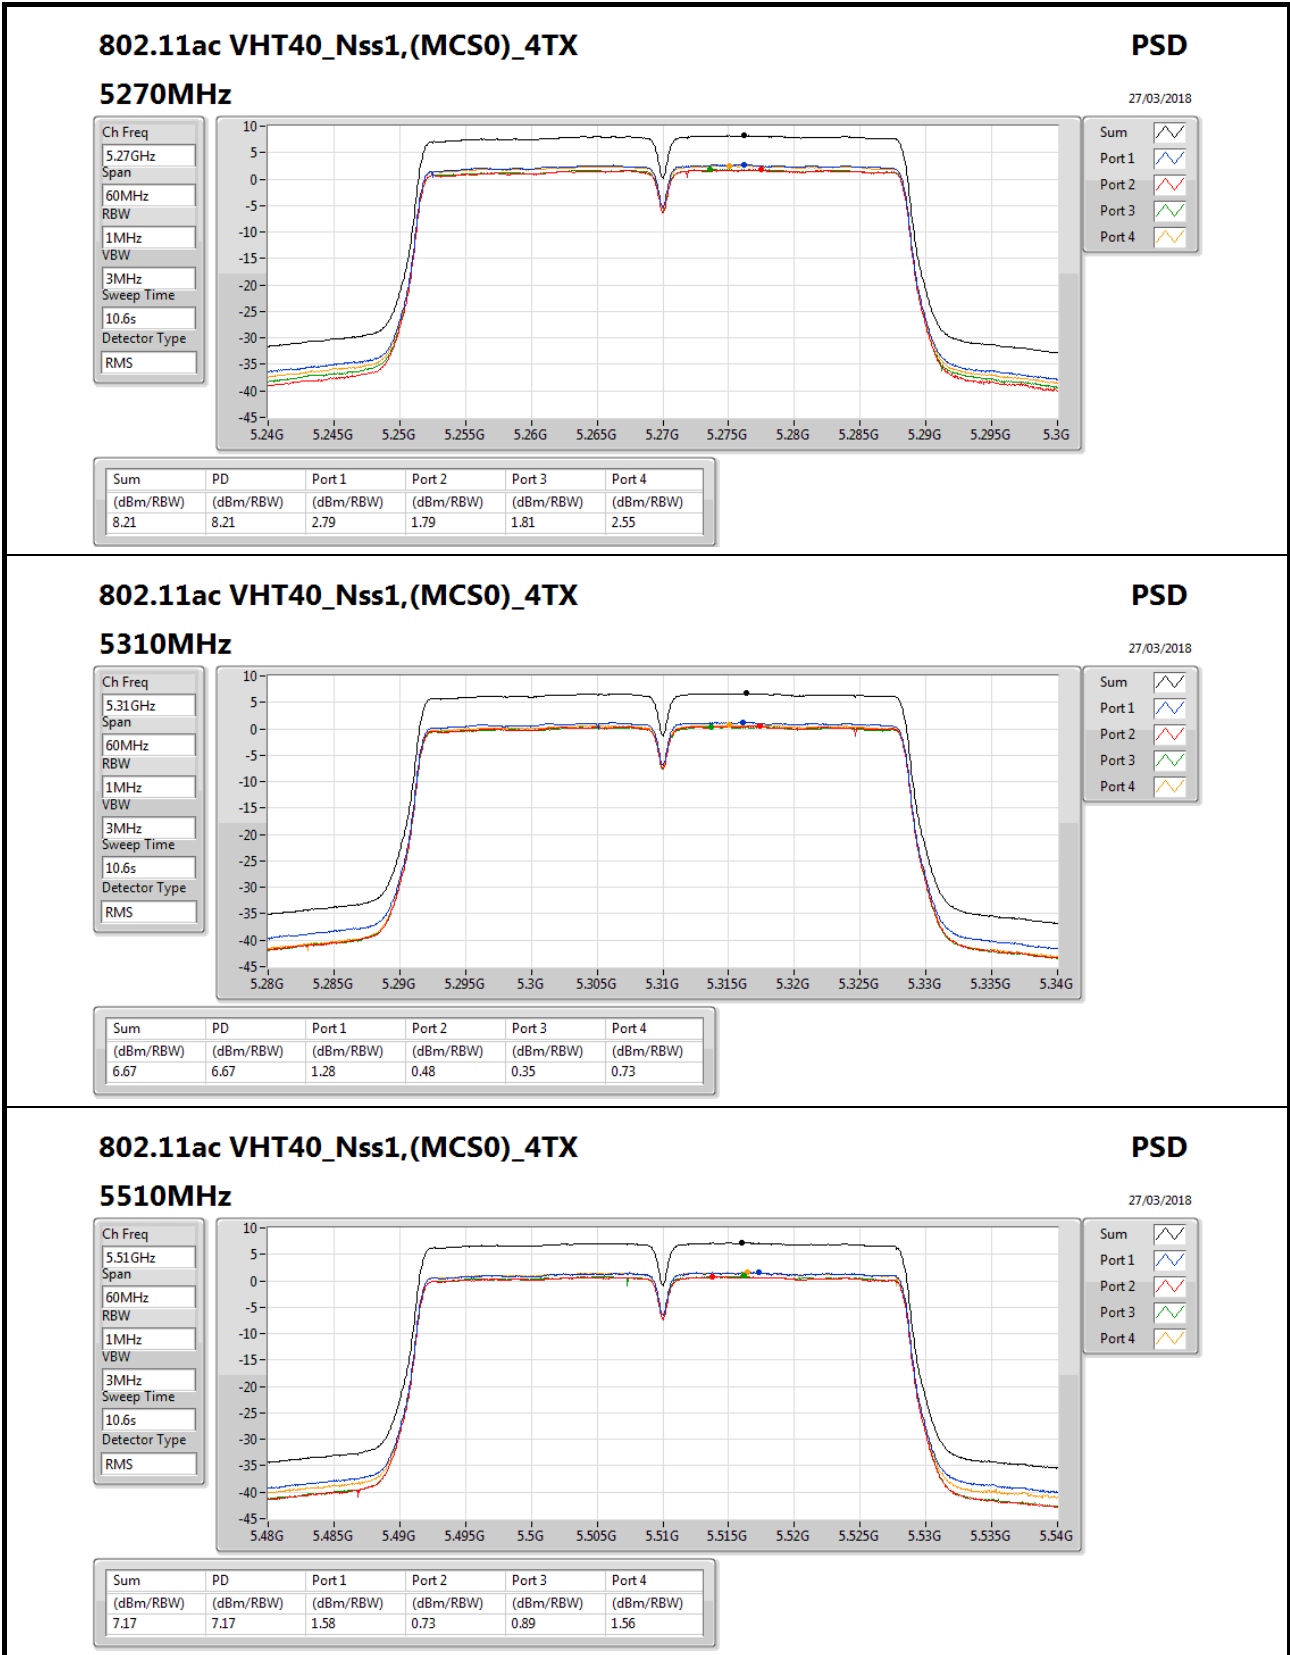 802.11ac VHT40_Nss1,(MCS0)_4TX PSD
5270MHz 27/03/2018
Ch Freq
5.27GHz
Span
60MHz
RBW
1MHz
VBW
3MHz
Sweep Time
10.6s
Detector Type
RMS
10
5
0
-5
-10
-15
-20
-25
-30
-35
-40
-45
5.24G 5.245G 5.25G 5.255G 5.26G 5.265G 5.27G 5.275G 5.28G 5.285G 5.29G 5.295G 5.3G
Sum
Port 1
Port 2
Port 3
Port 4
Sum PD Port 1 Port 2 Port 3 Port 4
(dBm/RBW) (dBm/RBW) (dBm/RBW) (dBm/RBW) (dBm/RBW) (dBm/RBW)
8.21 8.21 2.79 1.79 1.81 2.55
802.11ac VHT40_Nss1,(MCS0)_4TX PSD
5310MHz 27/03/2018
Ch Freq
5.31GHz
Span
60MHz
RBW
1MHz
VBW
3MHz
Sweep Time
10.6s
Detector Type
RMS
10
5
0
-5
-10
-15
-20
-25
-30
-35
-40
-45
5.28G 5.285G 5.29G 5.295G 5.3G 5.305G 5.31G 5.315G 5.32G 5.325G 5.33G 5.335G 5.34G
Sum
Port 1
Port 2
Port 3
Port 4
Sum PD Port 1 Port 2 Port 3 Port 4
(dBm/RBW) (dBm/RBW) (dBm/RBW) (dBm/RBW) (dBm/RBW) (dBm/RBW)
6.67 6.67 1.28 0.48 0.35 0.73
802.11ac VHT40_Nss1,(MCS0)_4TX PSD
5510MHz 27/03/2018
Ch Freq
5.51GHz
Span
60MHz
RBW
1MHz
VBW
3MHz
Sweep Time
10.6s
Detector Type
RMS
10
5
0
-5
-10
-15
-20
-25
-30
-35
-40
-45
5.48G 5.485G 5.49G 5.495G 5.5G 5.505G 5.51G 5.515G 5.52G 5.525G 5.53G 5.535G 5.54G
Sum
Port 1
Port 2
Port 3
Port 4
Sum PD Port 1 Port 2 Port 3 Port 4
(dBm/RBW) (dBm/RBW) (dBm/RBW) (dBm/RBW) (dBm/RBW) (dBm/RBW)
7.17 7.17 1.58 0.73 0.89 1.56